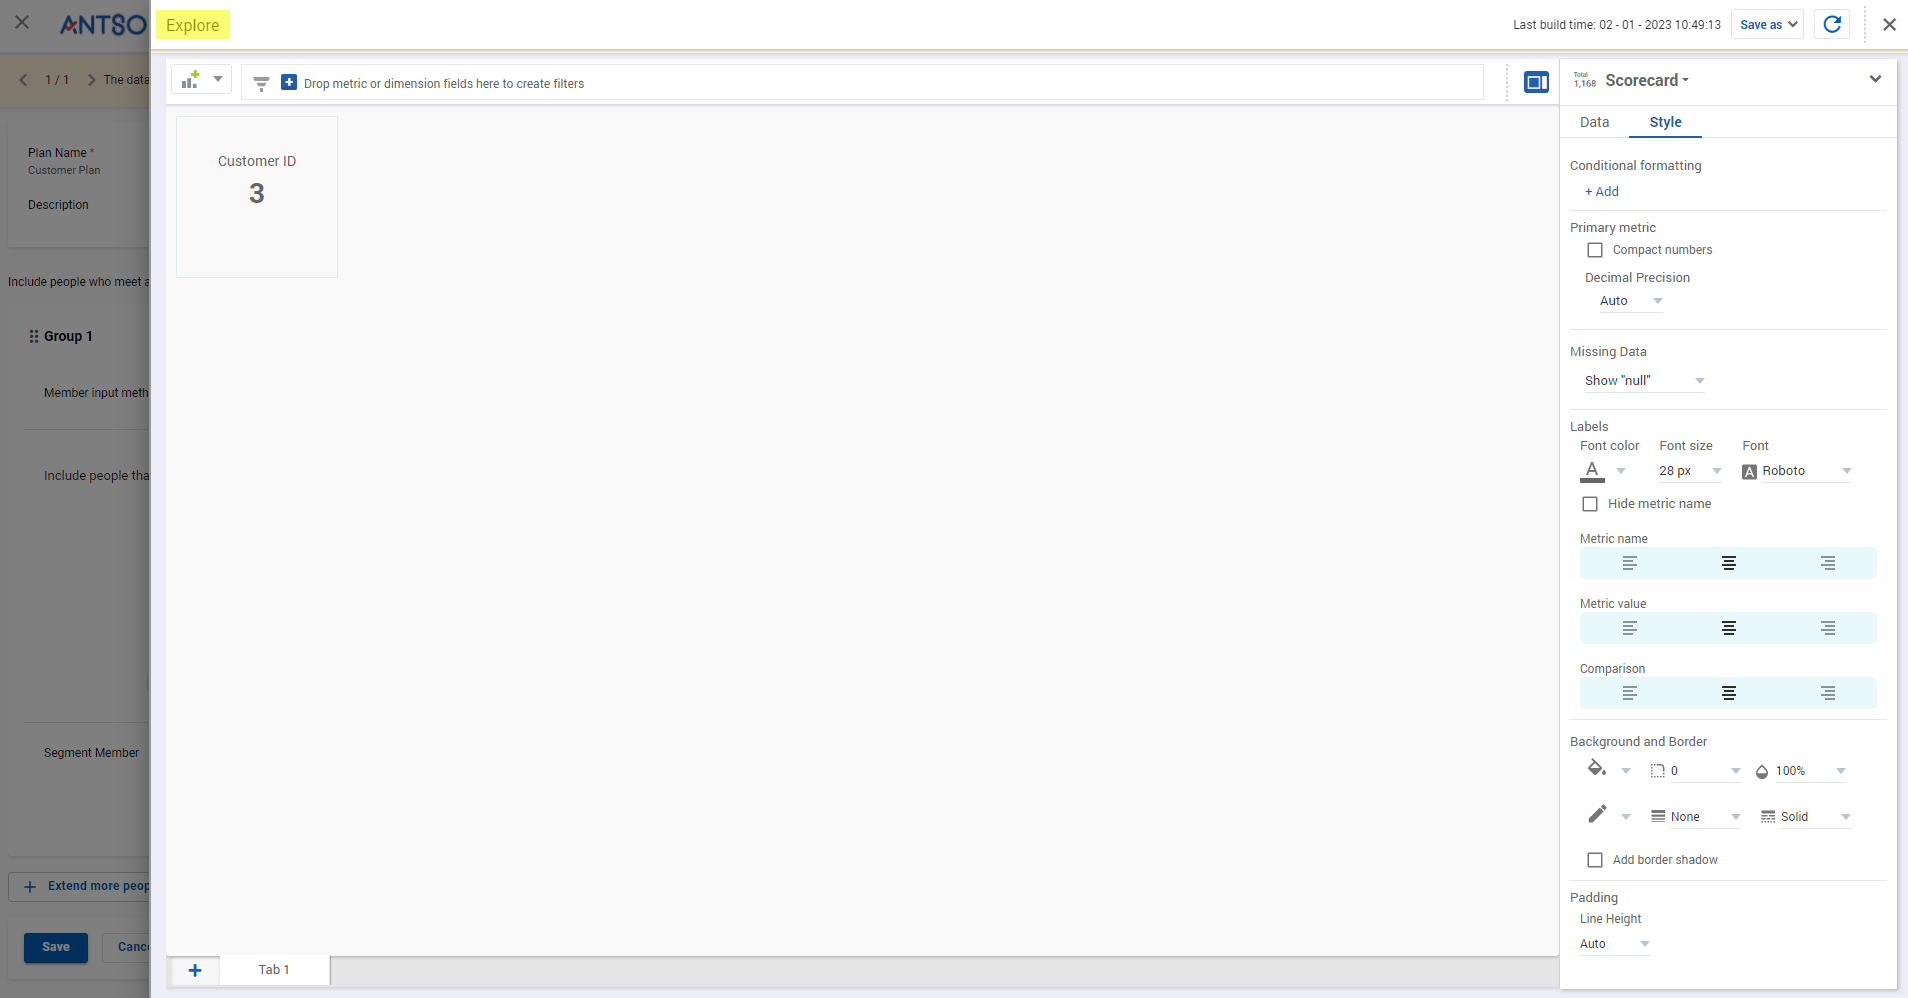 ANTSO
Explore
Last build time: 02 - 01 - 2023 10:49:13
Save as
1 / 1
The data
Drop metric or dimension fields here to create filters
Total
1,168
Scorecard
Data
Style
Plan Name *
Customer Plan
Description
Include people who meet a
Group 1
Member input meth
Include people tha
Segment Member
Extend more peop
Save
Canc
Customer ID
3
Tab 1
Conditional formatting
+ Add
Primary metric
Compact numbers
Decimal Precision
Auto
Missing Data
Show "null"
Labels
Font color Font size Font
A 28 px A Roboto
Hide metric name
Metric name
Metric value
Comparison
Background and Border
0 100%
None Solid
Add border shadow
Padding
Line Height
Auto